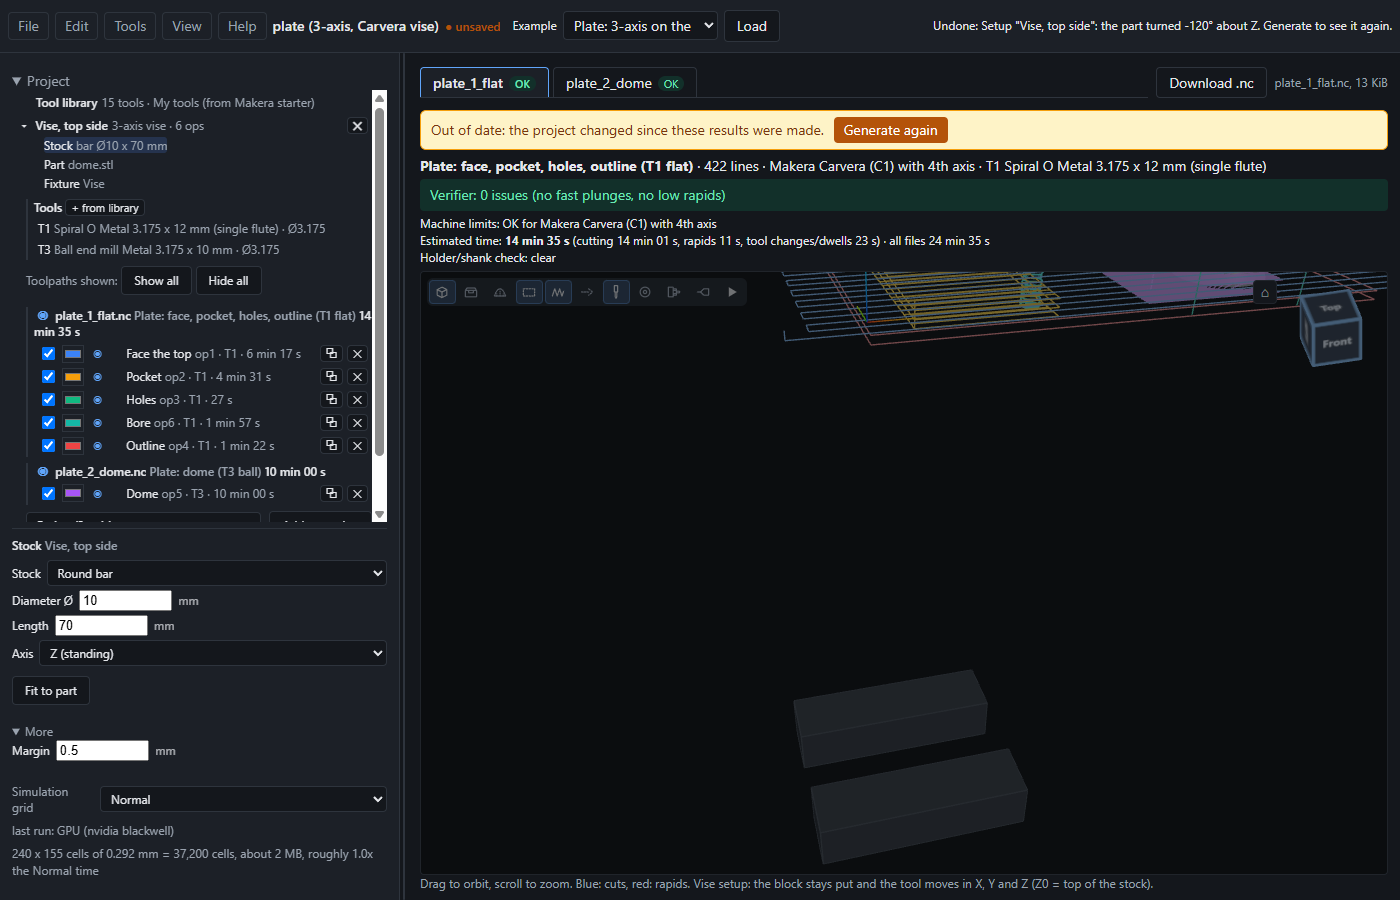 File Edit Tools View Help plate (3-axis, Carvera vise) ● unsaved Example Plate: 3-axis on the Load Undone: Setup "Vise, top side": the part turned -120° about Z. Generate to see it again.
▼ Project
Tool library 15 tools · My tools (from Makera starter)
Vise, top side 3-axis vise · 6 ops
Stock bar Ø10 x 70 mm
Part dome.stl
Fixture Vise
Tools + from library
T1 Spiral O Metal 3.175 x 12 mm (single flute) · Ø3.175
T3 Ball end mill Metal 3.175 x 10 mm · Ø3.175
Toolpaths shown: Show all Hide all
plate_1_flat.nc Plate: face, pocket, holes, outline (T1 flat) 14
min 35 s
Face the top op1 · T1 · 6 min 17 s
Pocket op2 · T1 · 4 min 31 s
Holes op3 · T1 · 27 s
Bore op6 · T1 · 1 min 57 s
Outline op4 · T1 · 1 min 22 s
plate_2_dome.nc Plate: dome (T3 ball) 10 min 00 s
Dome op5 · T3 · 10 min 00 s
Stock Vise, top side
Stock Round bar
Diameter Ø 10 mm
Length 70 mm
Axis Z (standing)
Fit to part
▼ More
Margin 0.5 mm
Simulation
grid Normal
last run: GPU (nvidia blackwell)
240 x 155 cells of 0.292 mm = 37,200 cells, about 2 MB, roughly 1.0x
the Normal time
plate_1_flat OK plate_2_dome OK Download .nc plate_1_flat.nc, 13 KiB
Out of date: the project changed since these results were made. Generate again
Plate: face, pocket, holes, outline (T1 flat) · 422 lines · Makera Carvera (C1) with 4th axis · T1 Spiral O Metal 3.175 x 12 mm (single flute)
Verifier: 0 issues (no fast plunges, no low rapids)
Machine limits: OK for Makera Carvera (C1) with 4th axis
Estimated time: 14 min 35 s (cutting 14 min 01 s, rapids 11 s, tool changes/dwells 23 s) · all files 24 min 35 s
Holder/shank check: clear
Top
Front
Drag to orbit, scroll to zoom. Blue: cuts, red: rapids. Vise setup: the block stays put and the tool moves in X, Y and Z (Z0 = top of the stock).